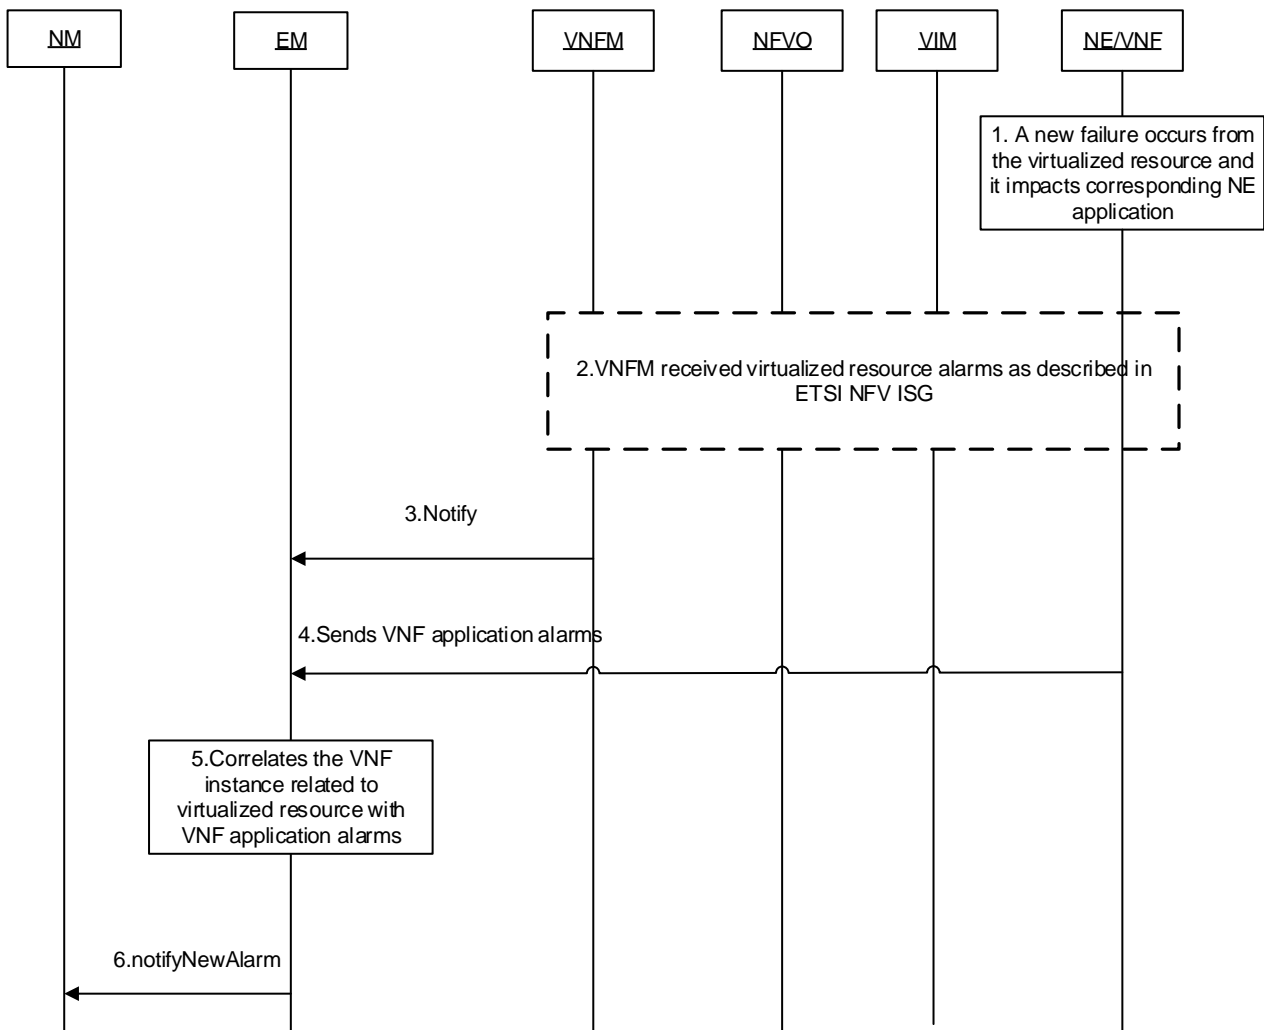 NM
EM
VNFM
NFVO
VIM
NE/VNF
1. A new failure occurs from
the virtualized resource and
it impacts corresponding NE
application
2.VNFM received virtualized resource alarms as described in
ETSI NFV ISG
3.Notify
4.Sends VNF application alarms
5.Correlates the VNF
instance related to
virtualized resource with
VNF application alarms
6.notifyNewAlarm